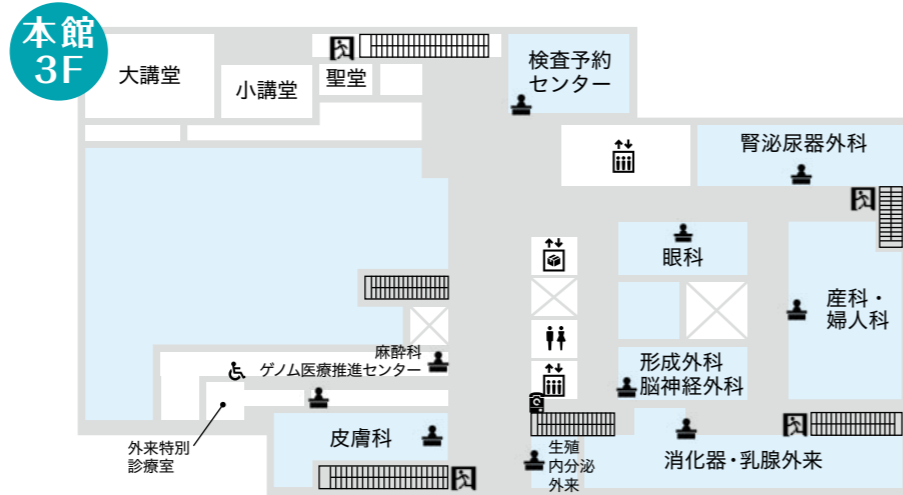 本館
3F
大講堂
小講堂
聖堂
検査予約
センター
腎泌尿器外科
眼科
産科・
婦人科
麻酔科
ゲノム医療推進センター
形成外科
脳神経外科
外来特別
診療室
皮膚科
生殖
内分泌
外来
消化器・乳腺外来